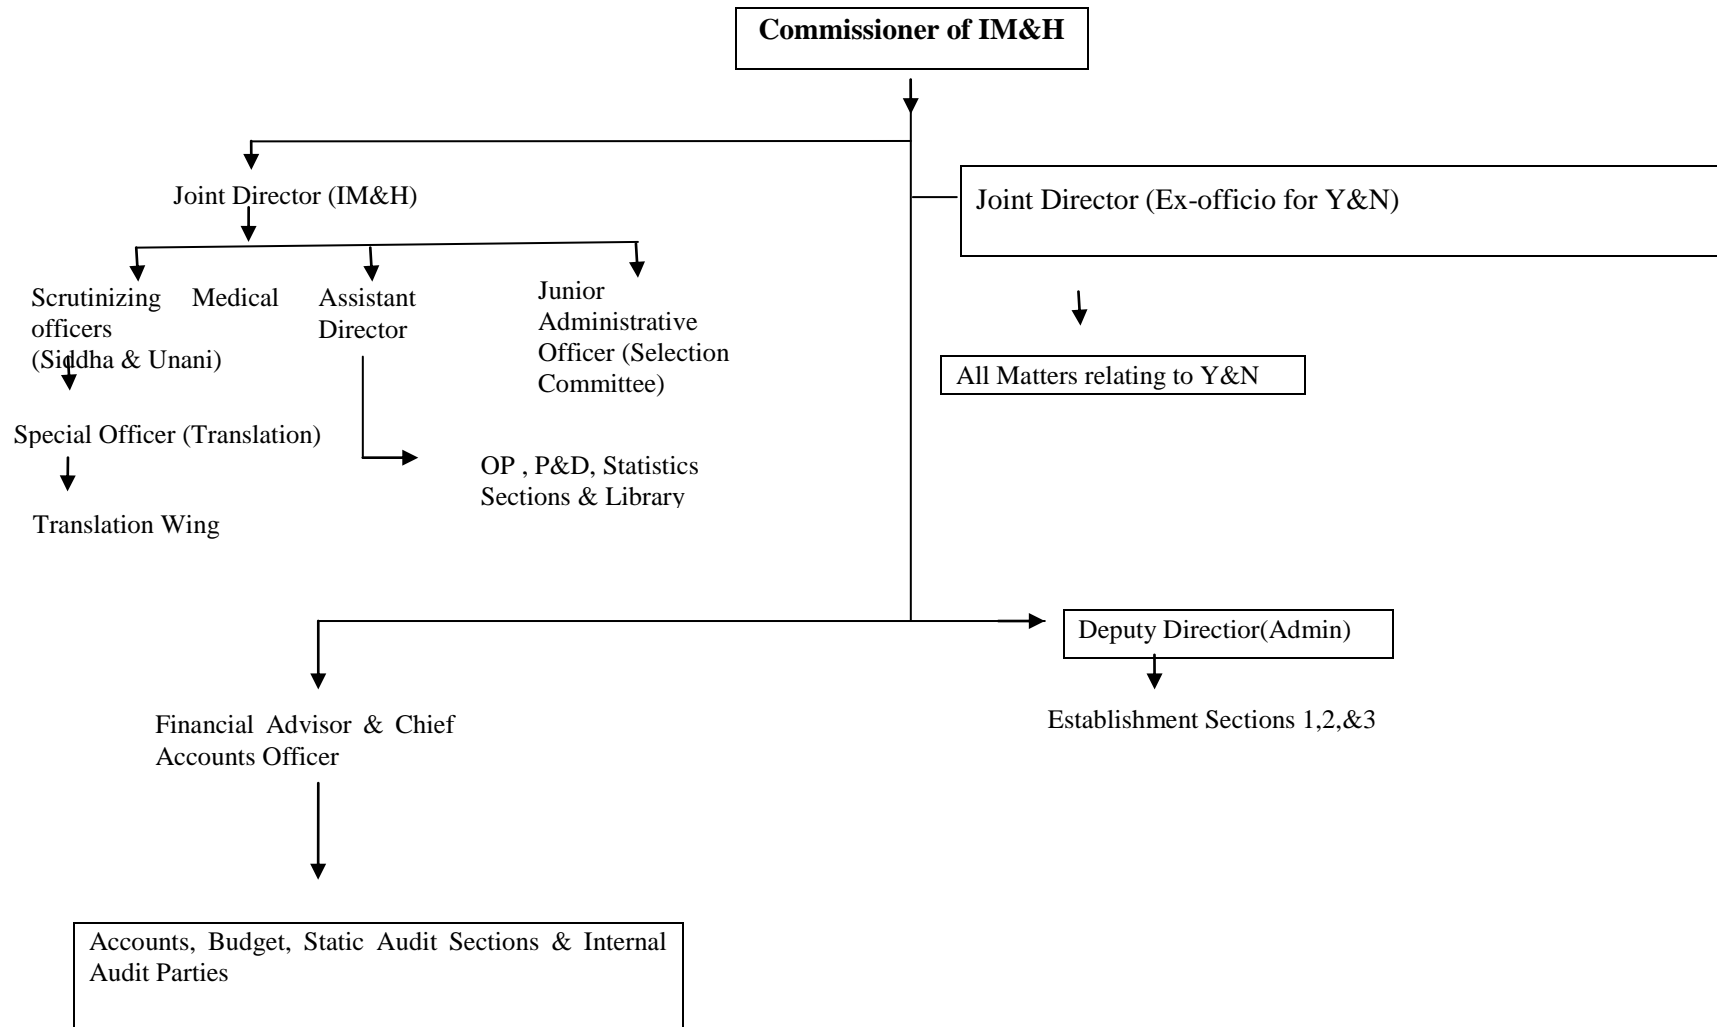 Commissioner of IM&H
Joint Director (IM&H)
Joint Director (Ex-officio for Y&N)
Scrutinizing Medical
officers
(Siddha & Unani)
Assistant
Director
Junior
Administrative
Officer (Selection
Committee)
All Matters relating to Y&N
Special Officer (Translation)
OP , P&D, Statistics
Sections & Library
Translation Wing
Deputy Directior(Admin)
Establishment Sections 1,2,&3
Financial Advisor & Chief
Accounts Officer
Accounts, Budget, Static Audit Sections & Internal
Audit Parties